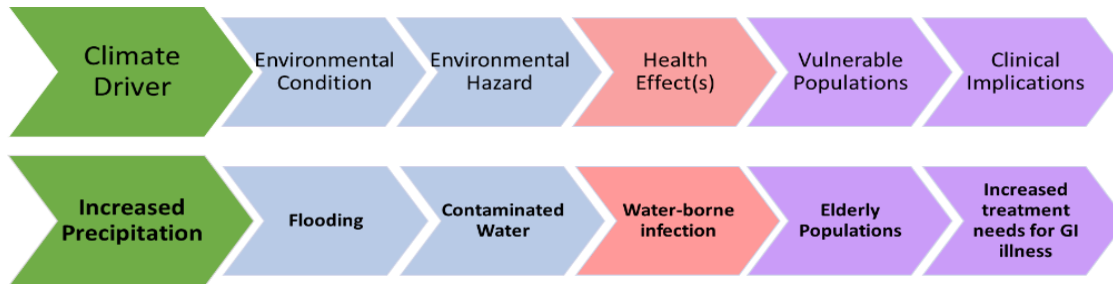 Climate
Driver
Environmental
Condition
Environmental
Hazard
Health
Effect(s)
Vulnerable
Populations
Clinical
Implications
Increased
Precipitation
Flooding
Contaminated
Water
Water-borne
infection
Elderly
Populations
Increased
treatment
needs for GI
illness